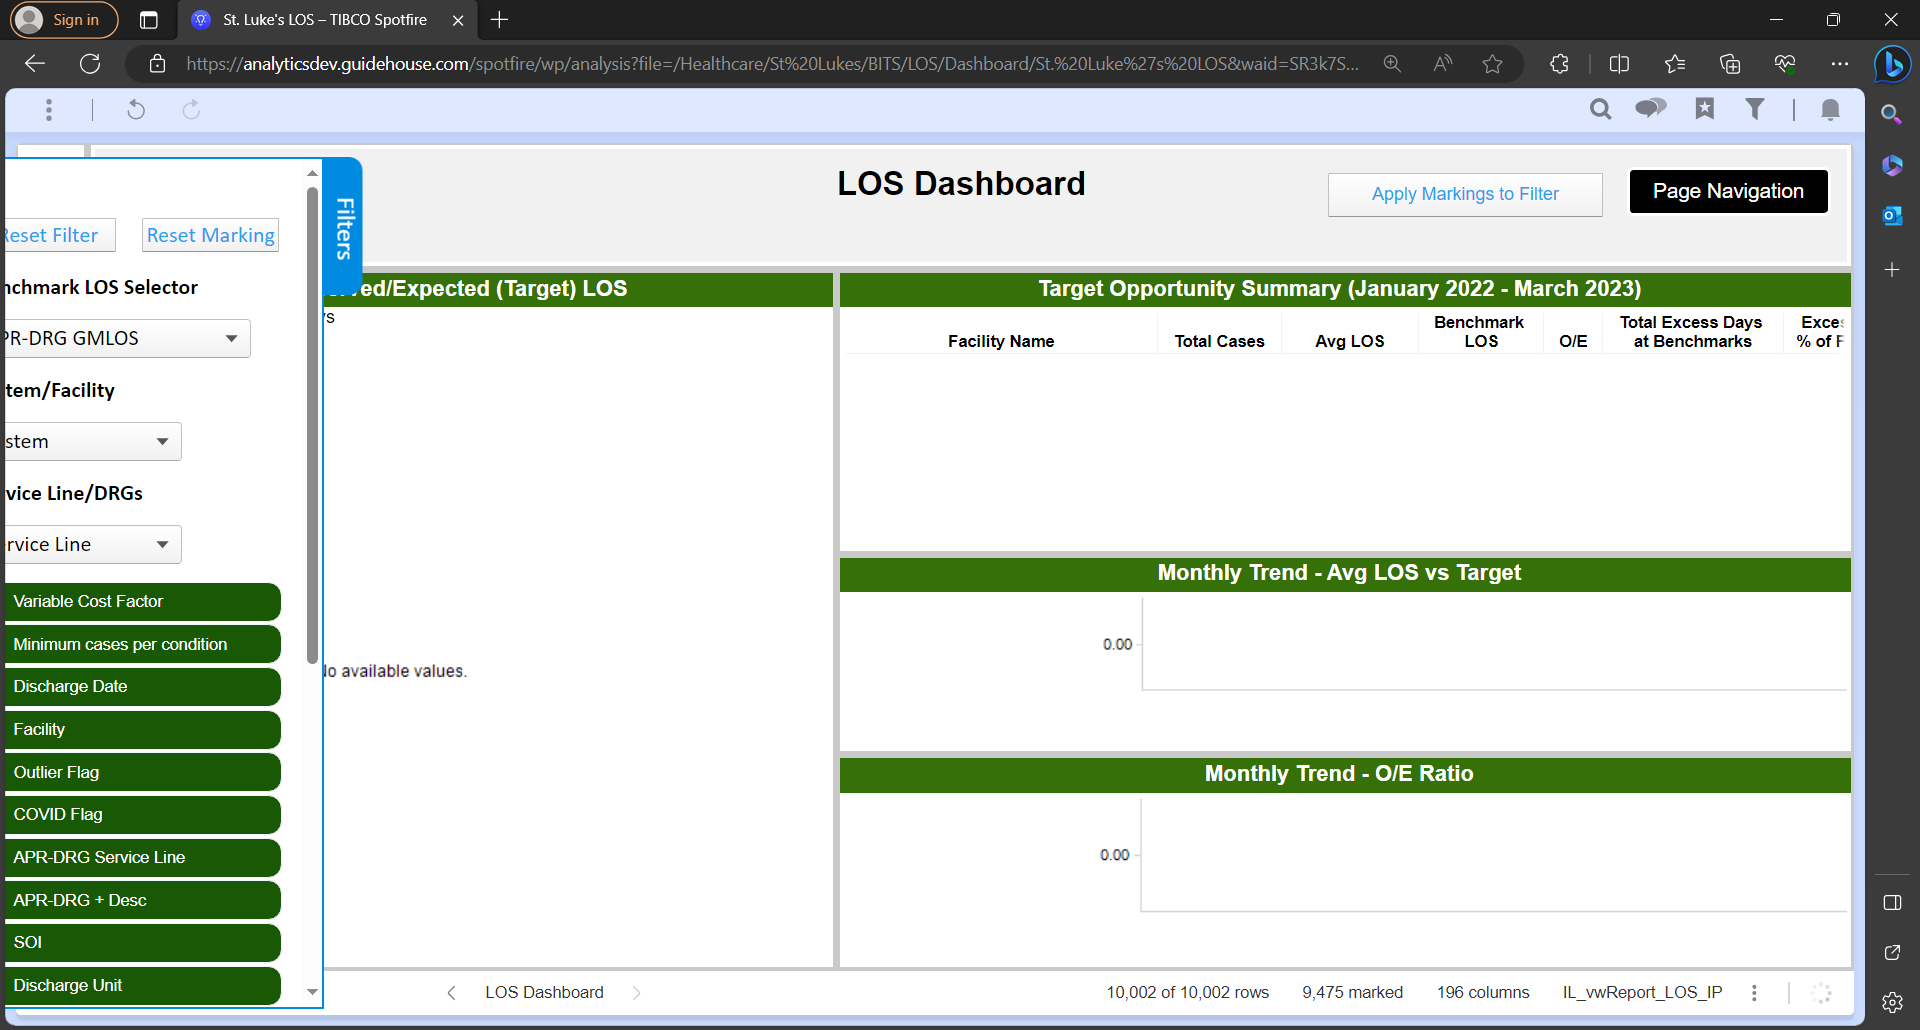 Sign in
St. Luke's LOS – TIBCO Spotfire
https://analyticsdev.guidehouse.com/spotfire/wp/analysis?file=/Healthcare/St%20Lukes/BITS/LOS/Dashboard/St.%20Luke%27s%20LOS&waid=SR3k7S...
LOS Dashboard
Apply Markings to Filter
Page Navigation
Filters
Reset Filter
Reset Marking
nchmark LOS Selector
PR-DRG GMLOS
tem/Facility
stem
vice Line/DRGs
rvice Line
Variable Cost Factor
Minimum cases per condition
Discharge Date
Facility
Outlier Flag
COVID Flag
APR-DRG Service Line
APR-DRG + Desc
SOI
Discharge Unit
ved/Expected (Target) LOS
's
No available values.
Target Opportunity Summary (January 2022 - March 2023)
Facility Name
Total Cases
Avg LOS
Benchmark
LOS
O/E
Total Excess Days
at Benchmarks
Exces
% of P
Monthly Trend - Avg LOS vs Target
0.00
Monthly Trend - O/E Ratio
0.00
LOS Dashboard
10,002 of 10,002 rows
9,475 marked
196 columns
IL_vwReport_LOS_IP